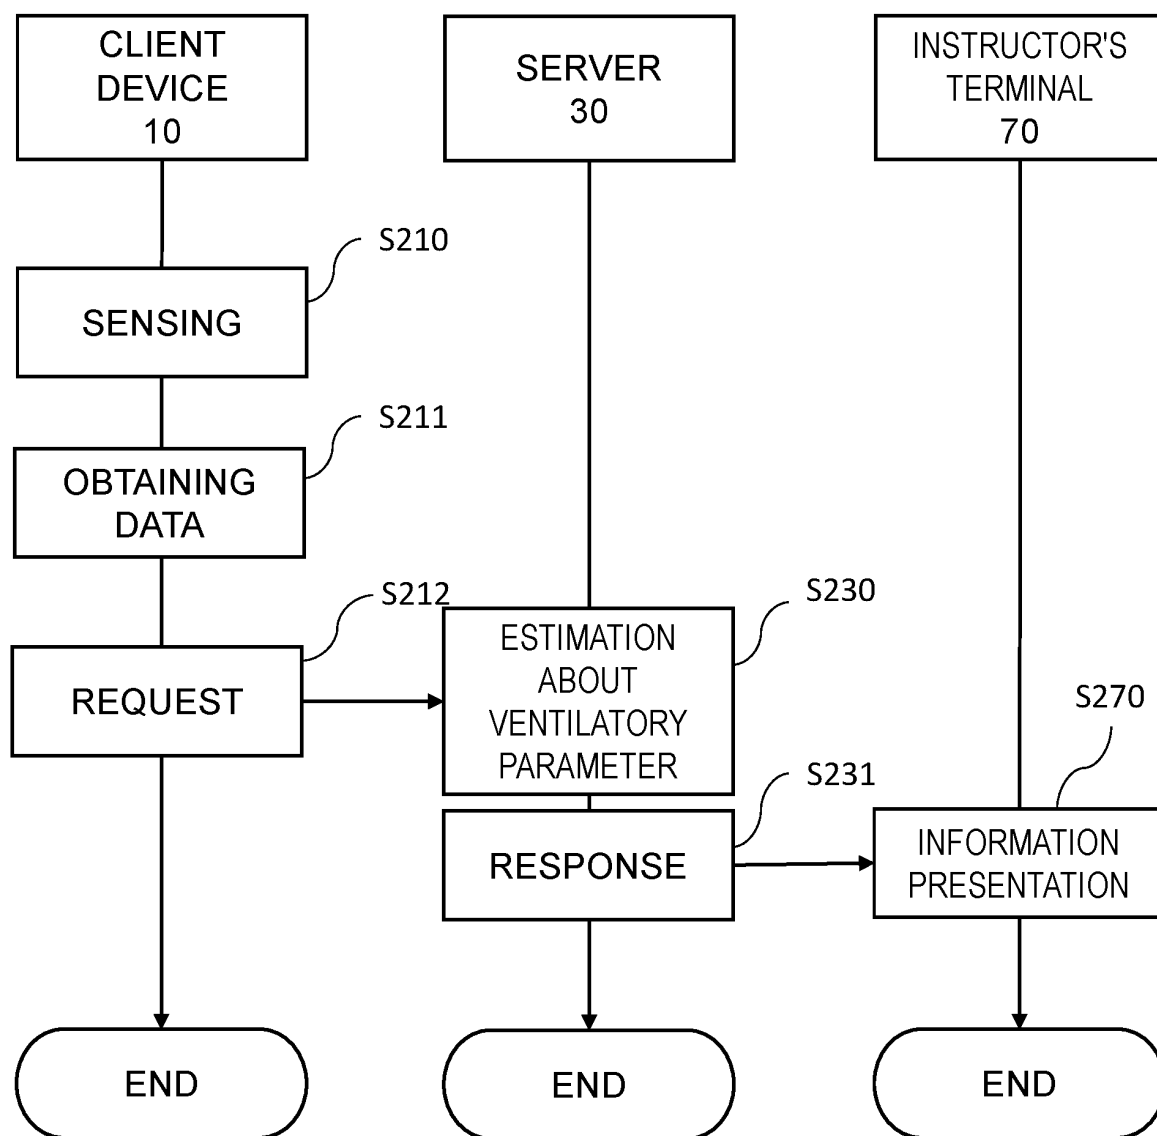 CLIENT
DEVICE
10
SERVER
30
INSTRUCTOR'S
TERMINAL
70
S210
SENSING
S211
OBTAINING
DATA
S212
REQUEST
S230
ESTIMATION
ABOUT
VENTILATORY
PARAMETER
S231
RESPONSE
S270
INFORMATION
PRESENTATION
END
END
END